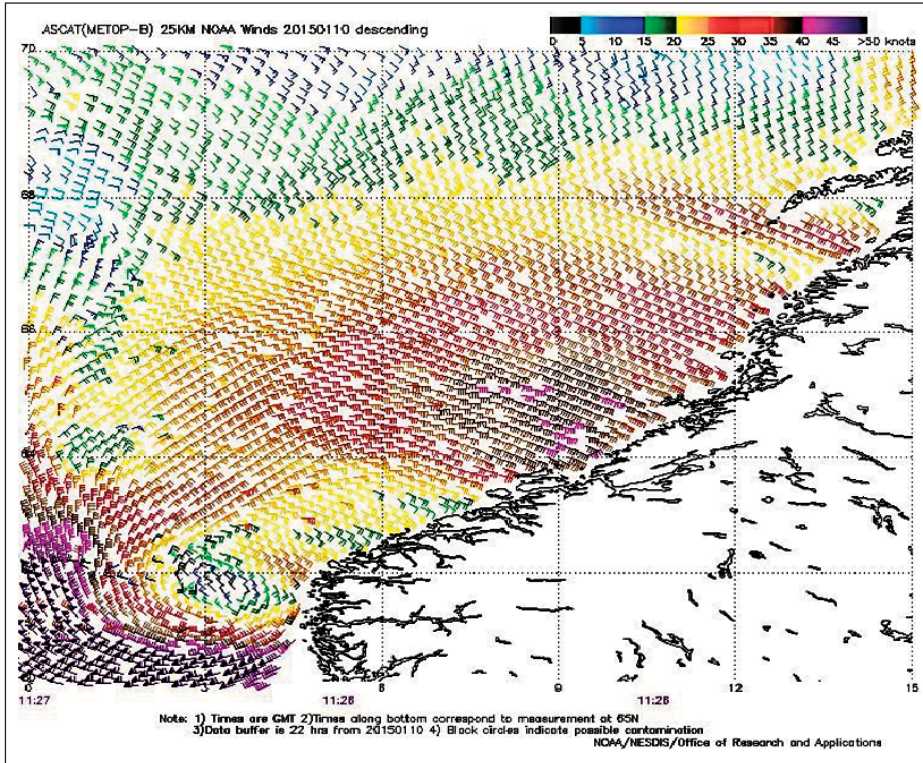 ASCAT(METOP-B) 25KM NOAA Winds 20150110 descending
0 5 10 15 20 25 30 35 40 45 >50 knots
70
68
66
64
0 3 6 9 12 15
11:27 11:26 11:26
Note: 1) Times are GMT 2)Times along bottom correspond to measurement at 65N
3)Data buffer is 22 hrs from 20150110 4) Black circles indicate possible contamination
NOAA/NESDIS/Office of Research and Applications